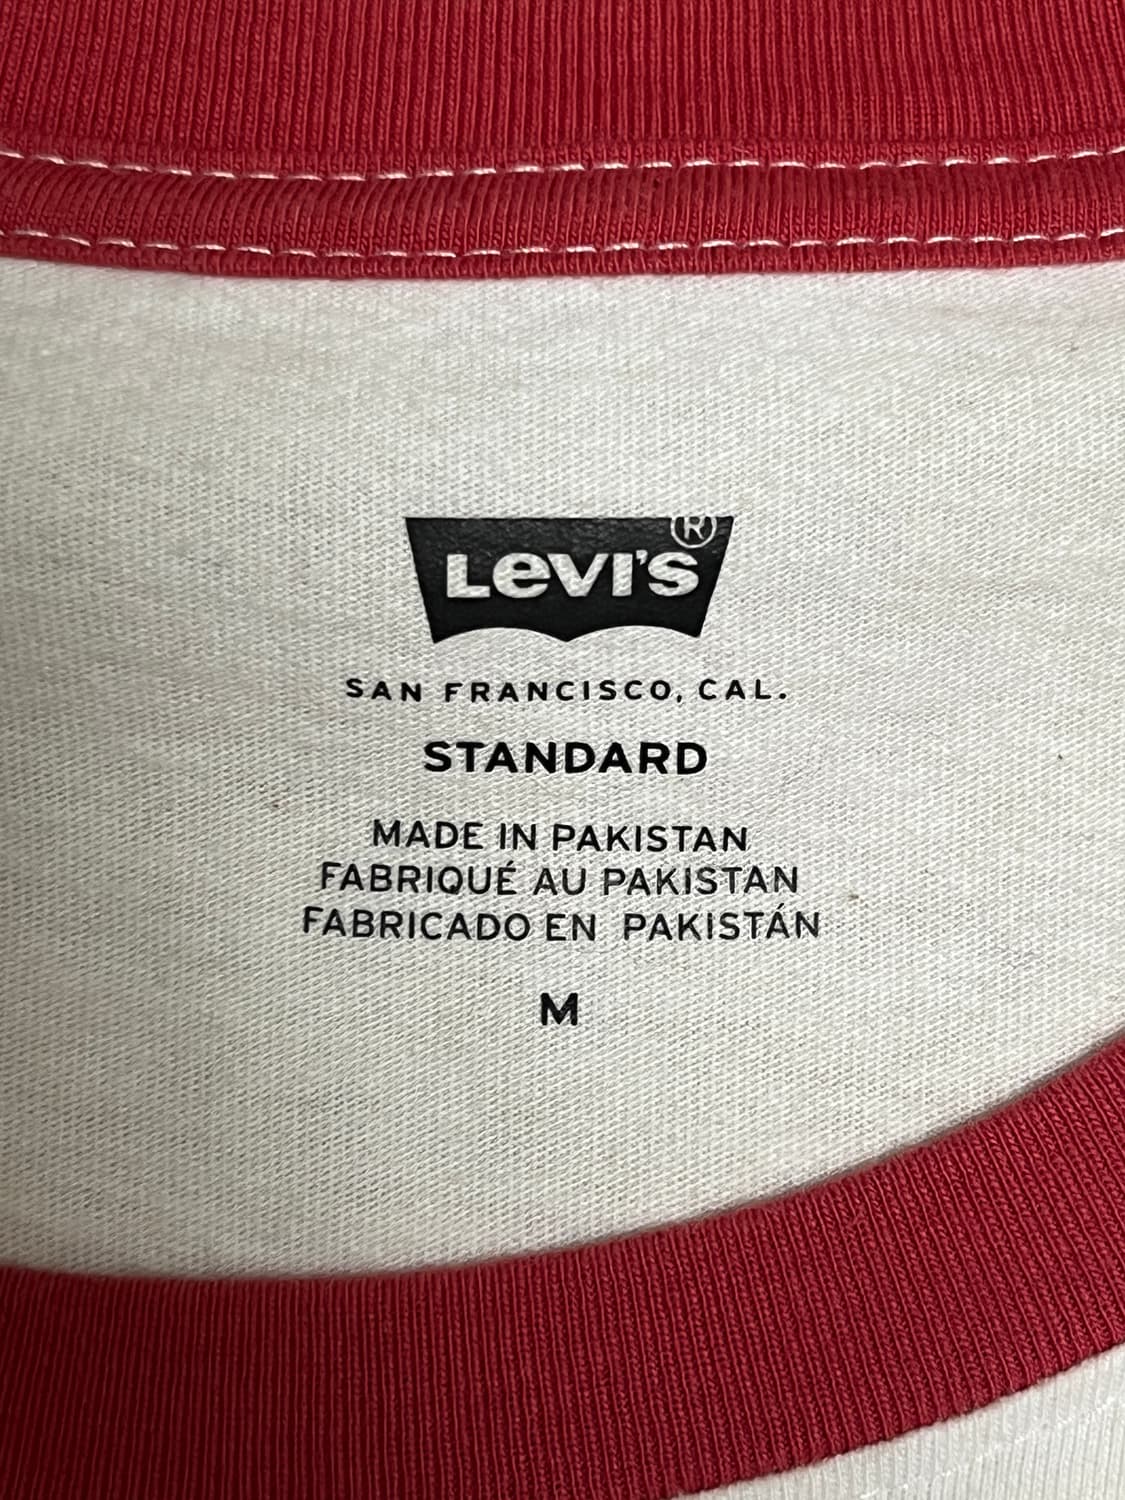 Levi's ®
SAN FRANCISCO, CAL.
STANDARD
MADE IN PAKISTAN
FABRIQUÉ AU PAKISTAN
FABRICADO EN PAKISTÁN
M